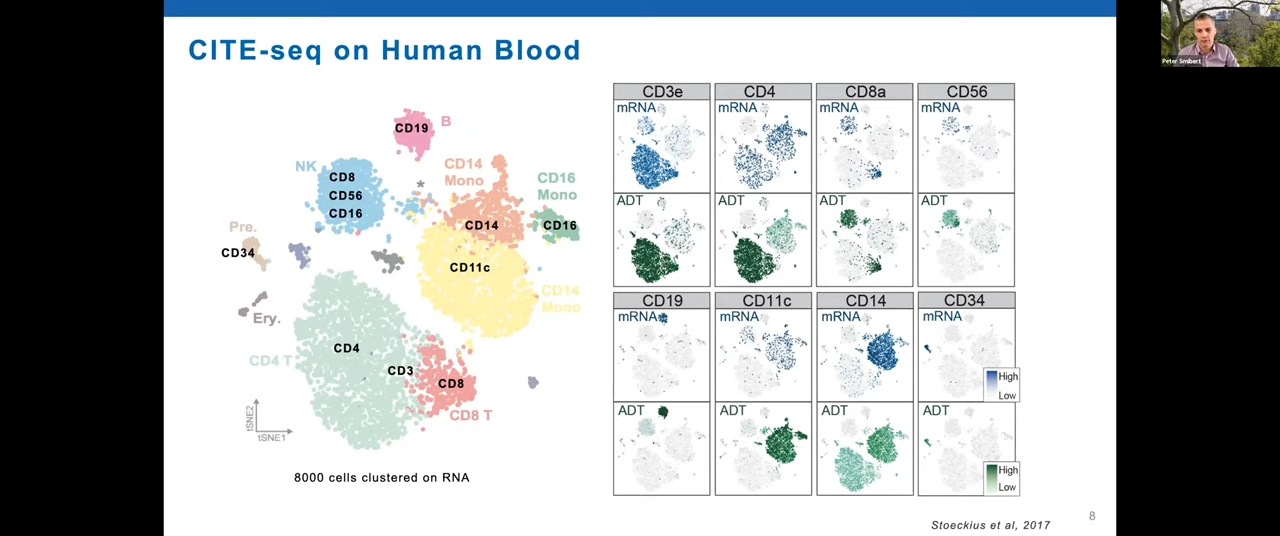 CITE-seq on Human Blood
Peter Smibert
CD19
B
NK
CD8
CD56
CD16
CD14
Mono
CD16
Mono
*
CD14
CD16
Pre.
CD34
CD11c
CD14
Mono
Ery.
CD4 T
CD4
CD3
CD8
CD8 T
tSNE2
tSNE1
8000 cells clustered on RNA
CD3e
CD4
CD8a
CD56
mRNA
mRNA
mRNA
mRNA
ADT
ADT
ADT
ADT
CD19
CD11c
CD14
CD34
mRNA
mRNA
mRNA
mRNA
High
Low
ADT
ADT
ADT
ADT
High
Low
Stoeckius et al, 2017
8